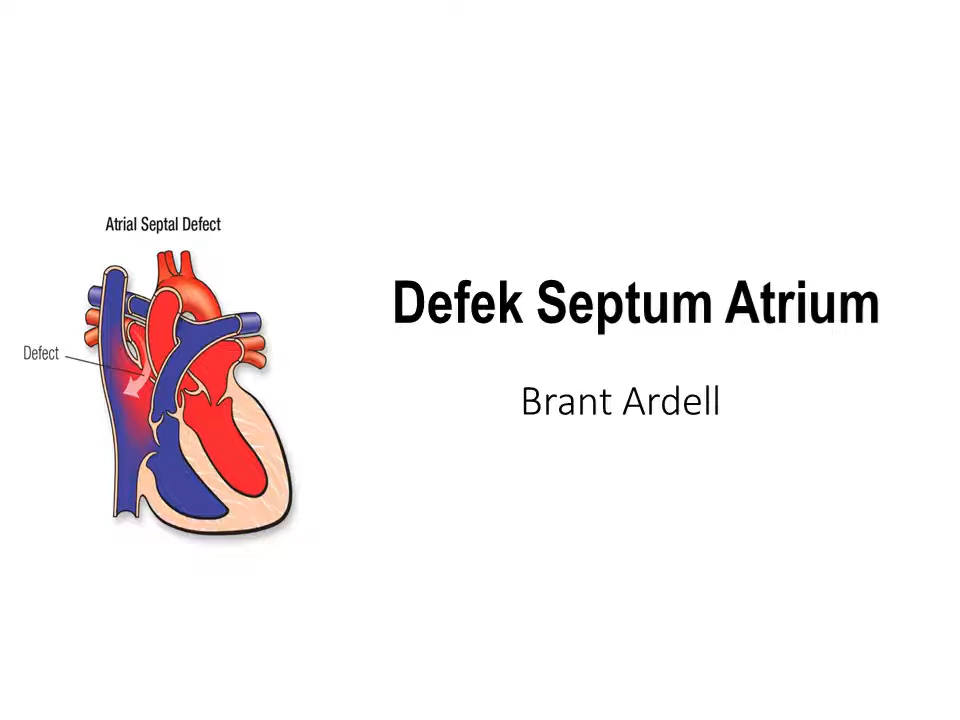 Atrial Septal Defect
Defect
Defek Septum Atrium
Brant Ardell